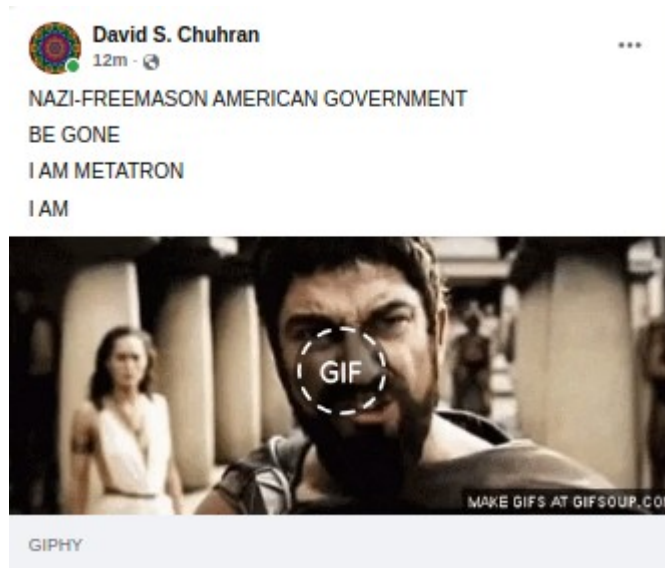 David S. Chuhran
12m
NAZI-FREEMASON AMERICAN GOVERNMENT
BE GONE
I AM METATRON
I AM
GIF
MAKE GIFS AT GIFSOUP.CO
GIPHY